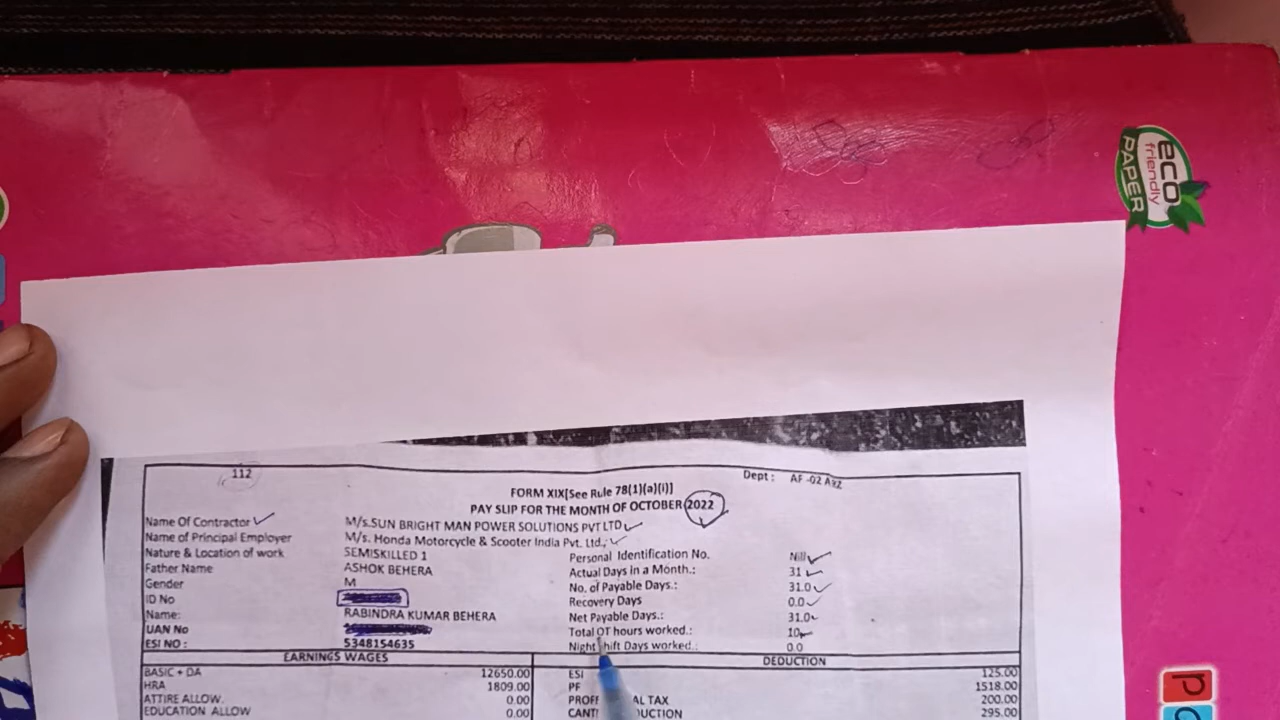 eco
friendly
PAPER
112
Dept : AF -02
FORM XIX[See Rule 78(1)(a)(i)]
PAY SLIP FOR THE MONTH OF OCTOBER 2022
Name Of Contractor M/s.SUN BRIGHT MAN POWER SOLUTIONS PVT LTD
Name of Principal Employer M/s. Honda Motorcycle & Scooter India Pvt. Ltd.,
Nature & Location of work SEMISKILLED 1 Personal Identification No. Nill
Father Name ASHOK BEHERA Actual Days in a Month.: 31
Gender M No. of Payable Days.: 31.0
ID No Recovery Days 0.0
Name: RABINDRA KUMAR BEHERA Net Payable Days.: 31.0
UAN No Total OT hours worked.: 10
ESI NO : 5348154635 Night Shift Days worked.: 0.0
EARNINGS WAGES DEDUCTION
BASIC + DA 12650.00 ESI 125.00
HRA 1809.00 PF 1518.00
ATTIRE ALLOW. 0.00 PROF AL TAX 200.00
EDUCATION ALLOW 0.00 CANT UCTION 295.00